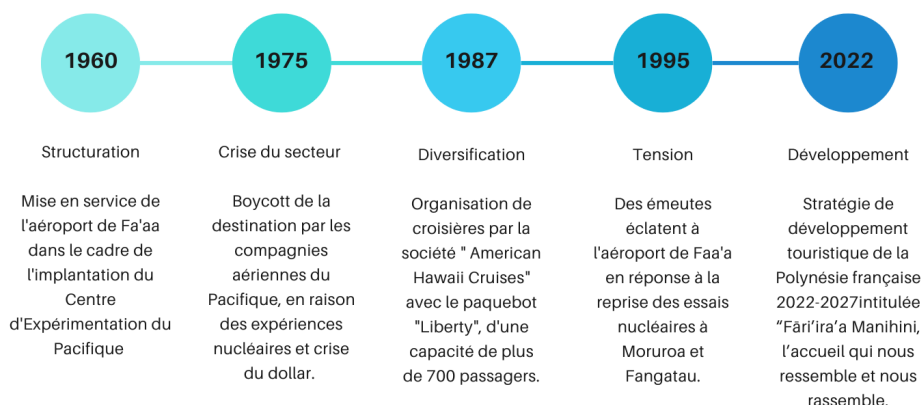 1960
Structuration
Mise en service de
l'aéroport de Fa'aa
dans le cadre de
l'implantation du
Centre
d'Expérimentation du
Pacifique
1975
Crise du secteur
Boycott de la
destination par les
compagnies
aériennes du
Pacifique, en raison
des expériences
nucléaires et crise
du dollar.
1987
Diversification
Organisation de
croisières par la
société " American
Hawaii Cruises"
avec le paquebot
"Liberty", d'une
capacité de plus
de 700 passagers.
1995
Tension
Des émeutes
éclatent à
l'aéroport de Faa'a
en réponse à la
reprise des essais
nucléaires à
Moruroa et
Fangatau.
2022
Développement
Stratégie de
développement
touristique de la
Polynésie française
2022-2027intitulée
“Fāri’ira’a Manihini,
l’accueil qui nous
ressemble et nous
rassemble.